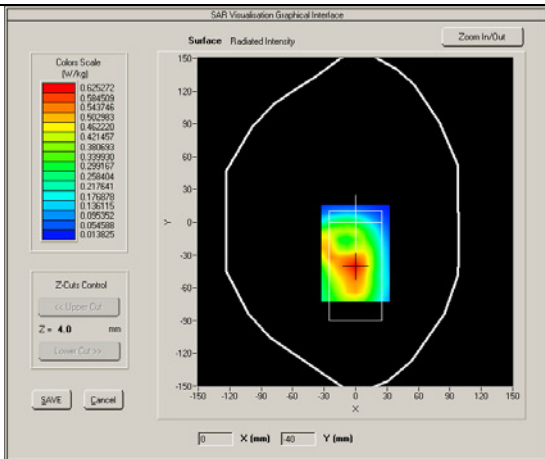 SAR Visualisation Graphical Interface
Surface Radiated Intensity
Zoom In/Out
Colors Scale
(W/kg)
0.625272
0.584509
0.543746
0.502983
0.462220
0.421457
0.380693
0.339930
0.299167
0.258404
0.217641
0.176878
0.136115
0.095352
0.054588
0.013825
Z-Cuts Control
<< Upper Cut
Z = 4.0 mm
Lower Cut >>
SAVE Cancel
150
120
90
60
30
0
-30
-60
-90
-120
-150
Y
-150 -120 -90 -60 -30 0 30 60 90 120 150
X
0 X (mm) -40 Y (mm)